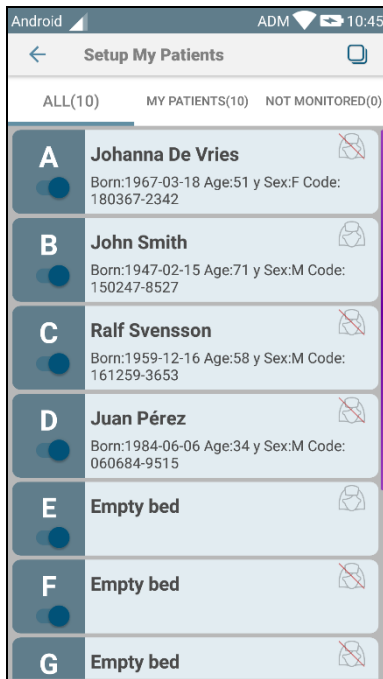 Android ADM 10:45
Setup My Patients
ALL(10) MY PATIENTS(10) NOT MONITORED(0)
A Johanna De Vries
Born:1967-03-18 Age:51 y Sex:F Code:
180367-2342
B John Smith
Born:1947-02-15 Age:71 y Sex:M Code:
150247-8527
C Ralf Svensson
Born:1959-12-16 Age:58 y Sex:M Code:
161259-3653
D Juan Pérez
Born:1984-06-06 Age:34 y Sex:M Code:
060684-9515
E Empty bed
F Empty bed
G Empty bed